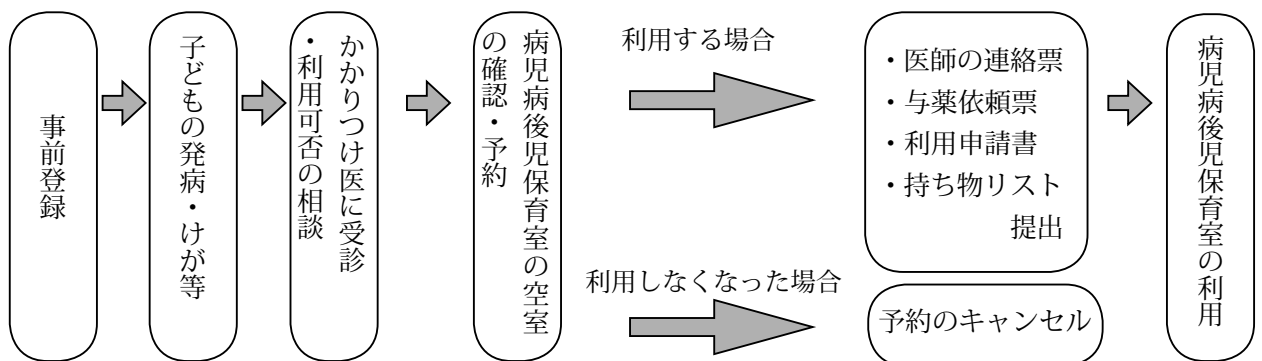 事前登録
子どもの発病・けが等
かかりつけ医に受診
・利用可否の相談
病児病後児保育室の空室
の確認・予約
利用する場合
・医師の連絡票
・与薬依頼票
・利用申請書
・持ち物リスト
提出
病児病後児保育室の利用
利用しなくなった場合
予約のキャンセル